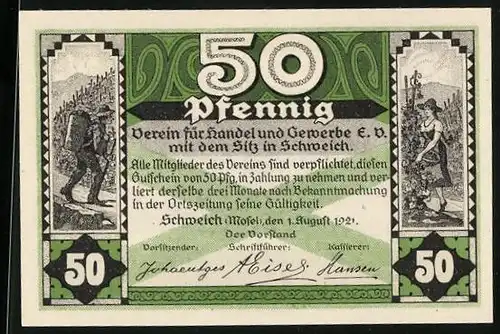 50
Pfennig
Verein für Handel und Gewerbe E. V.
mit dem Sitz in Schweich.
Alle Mitglieder des Vereins sind verpflichtet, diesen
Gutschein von 50 Pfg. in Zahlung zu nehmen und ver-
liert derselbe drei Monate nach Bekanntmachung
in der Ortszeitung seine Gültigkeit.
Schweich (Mosel), den 1. August 1921.
Der Vorstand
Vorsitzender: Schriftführer: Kassierer:
A Eises Hansen
50 50